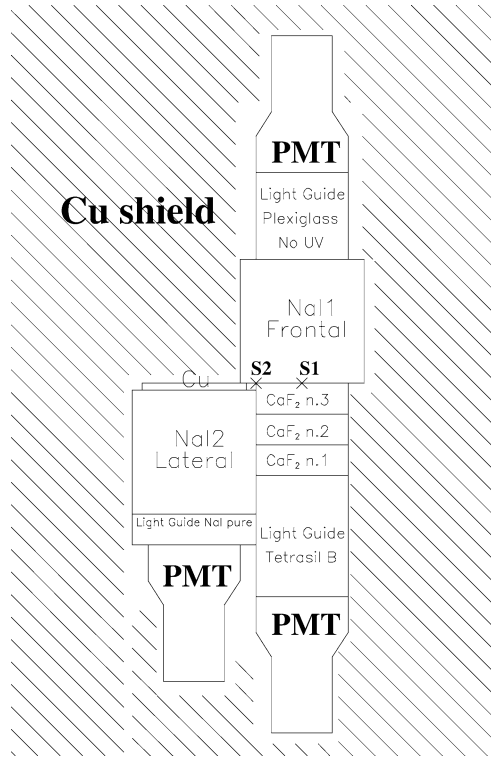 PMT
Light Guide
Plexiglass
No UV
Cu shield
NaI1
Frontal
S2 S1
Cu
CaF₂ n.3
CaF₂ n.2
CaF₂ n.1
NaI2
Lateral
Light Guide NaI pure
Light Guide
Tetrasil B
PMT
PMT